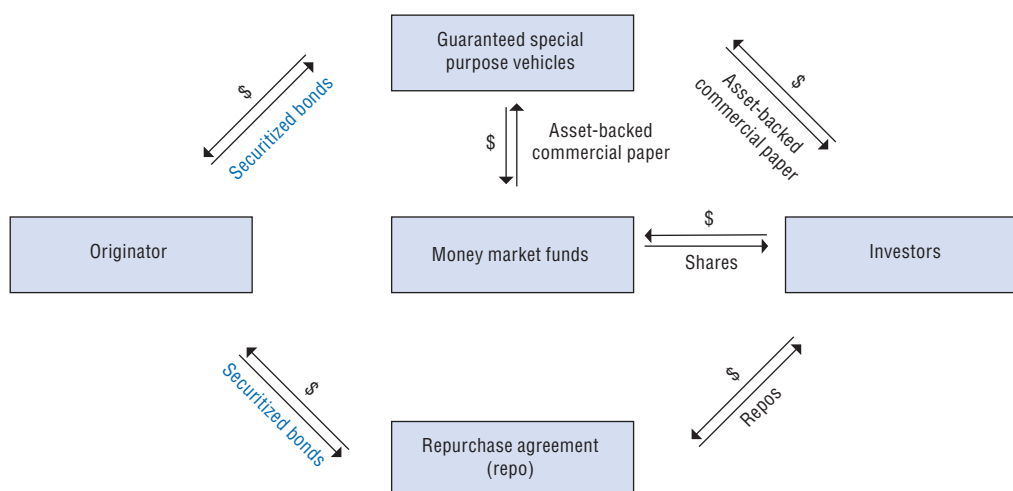 Guaranteed special
purpose vehicles
$
Securitized bonds
$
Asset-backed
commercial paper
$
Asset-backed
commercial paper
Originator
Money market funds
$
Shares
Investors
$
Securitized bonds
$
Repos
Repurchase agreement
(repo)